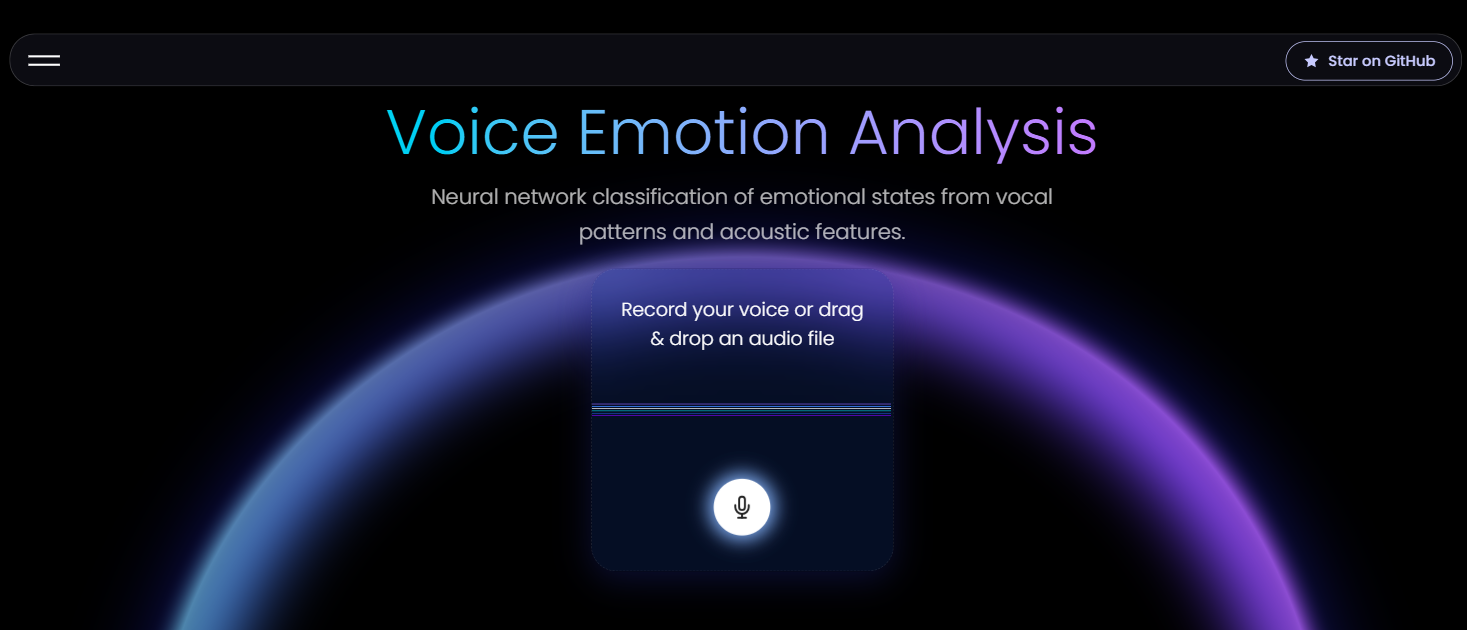 Star on GitHub
Voice Emotion Analysis
Neural network classification of emotional states from vocal
patterns and acoustic features.
Record your voice or drag
& drop an audio file